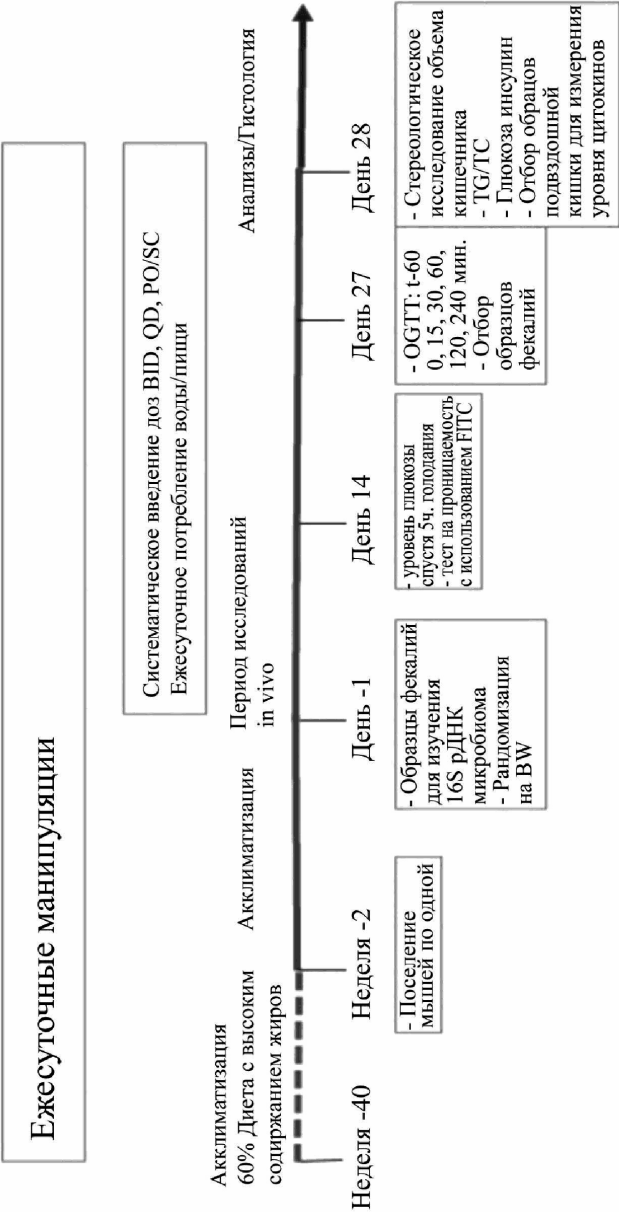 Ежесуточные манипуляции
Систематическое введение доз BID, QD, PO/SC
Ежесуточное потребление воды/пищи
Акклиматизация
60% Диета с высоким
содержанием жиров
Акклиматизация
Период исследований
in vivo
Анализы/Гистология
Неделя -40
Неделя -2
День -1
День 14
День 27
День 28
- Поселение
мышей по одной
- Образцы фекалий
для изучения
16S рДНК
микробиома
- Рандомизация
на BW
- уровень глюкозы
спустя 5ч. голодания
- тест на проницаемость
с использованием FITC
- OGTT: t-60
0, 15, 30, 60,
120, 240 мин.
- Отбор
образцов
фекалий
- Стереологическое
исследование объема
кишечника
- TG/TC
- Глюкоза инсулин
- Отбор обрацов
подвздошной
кишки для измерения
уровня цитокинов